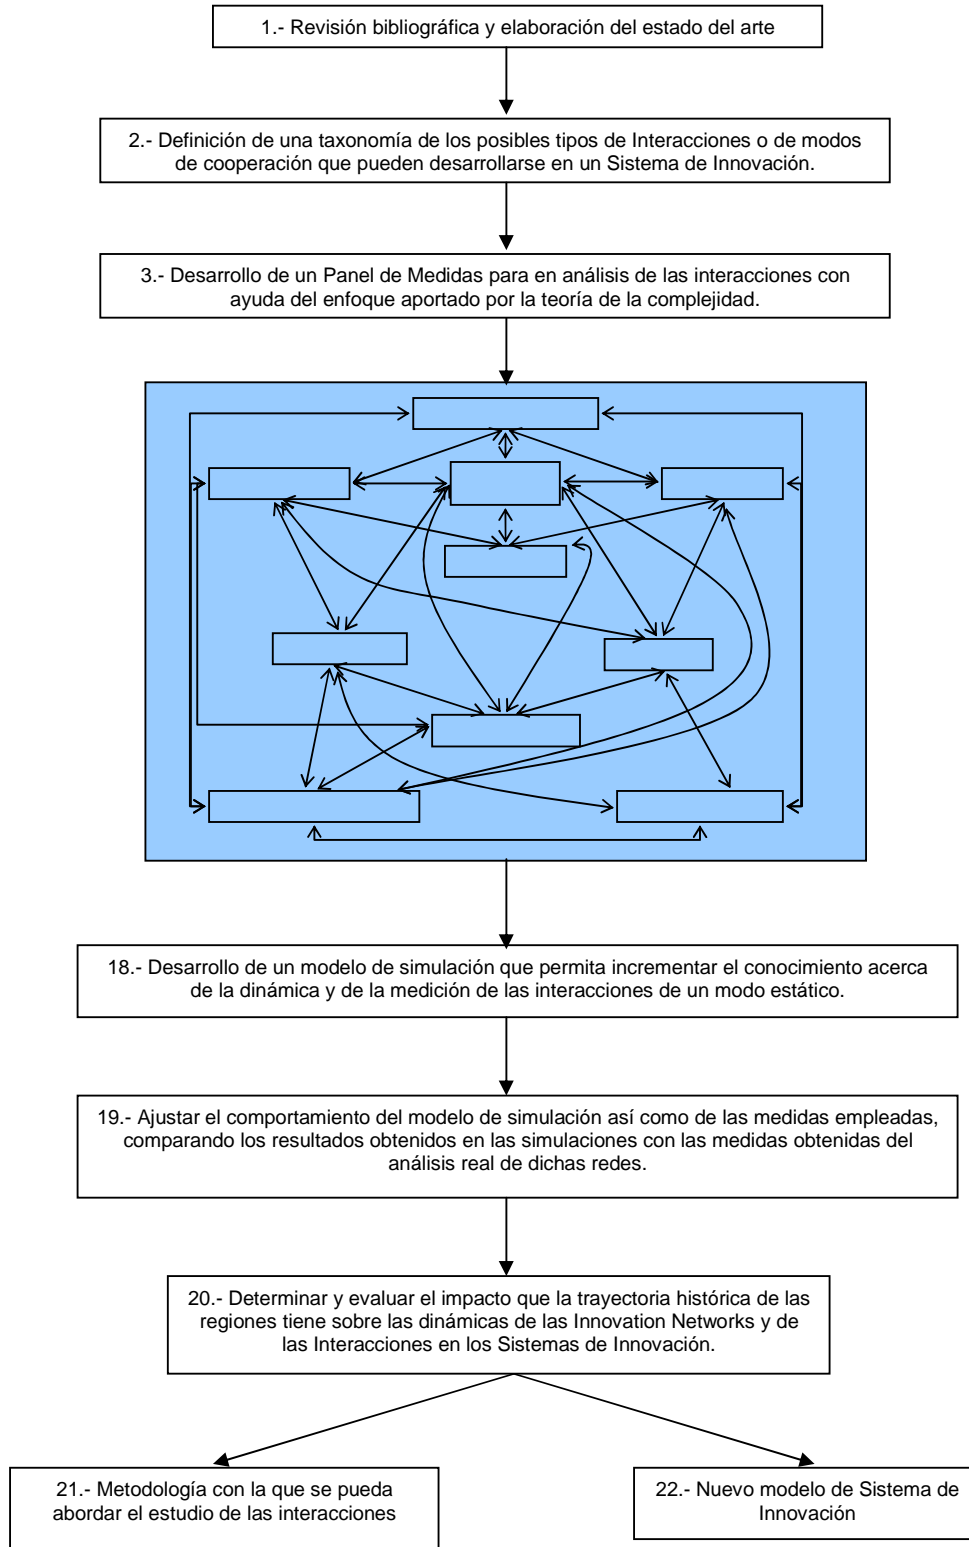 1.- Revisión bibliográfica y elaboración del estado del arte
2.- Definición de una taxonomía de los posibles tipos de Interacciones o de modos
de cooperación que pueden desarrollarse en un Sistema de Innovación.
3.- Desarrollo de un Panel de Medidas para en análisis de las interacciones con
ayuda del enfoque aportado por la teoría de la complejidad.
18.- Desarrollo de un modelo de simulación que permita incrementar el conocimiento acerca
de la dinámica y de la medición de las interacciones de un modo estático.
19.- Ajustar el comportamiento del modelo de simulación así como de las medidas empleadas,
comparando los resultados obtenidos en las simulaciones con las medidas obtenidas del
análisis real de dichas redes.
20.- Determinar y evaluar el impacto que la trayectoria histórica de las
regiones tiene sobre las dinámicas de las Innovation Networks y de
las Interacciones en los Sistemas de Innovación.
21.- Metodología con la que se pueda
abordar el estudio de las interacciones
22.- Nuevo modelo de Sistema de
Innovación